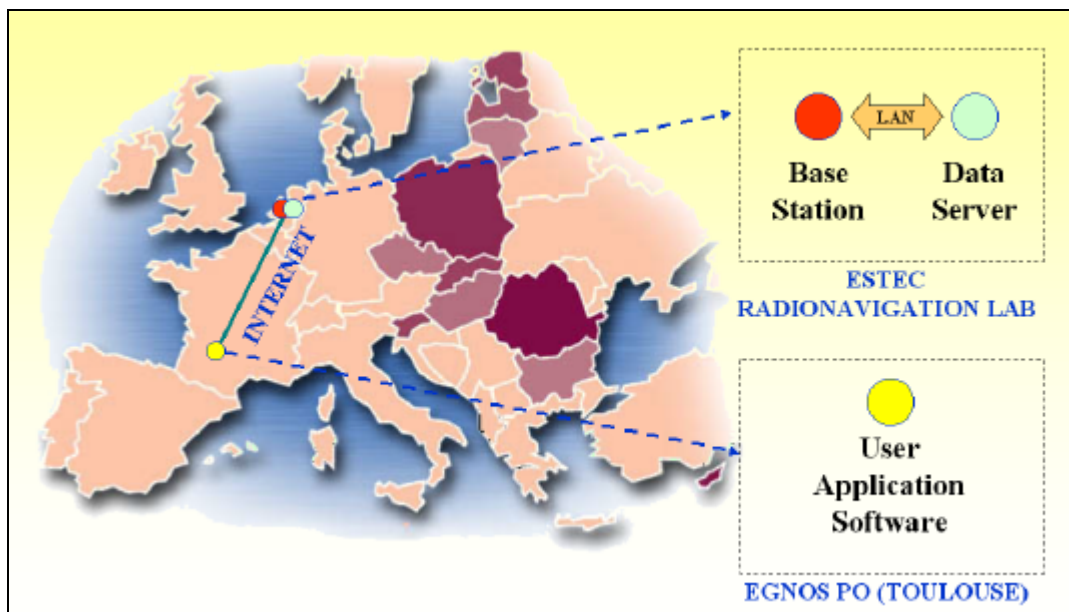 LAN
Base
Station
Data
Server
ESTEC
RADIONAVIGATION LAB
INTERNET
User
Application
Software
EGNOS PO (TOULOUSE)